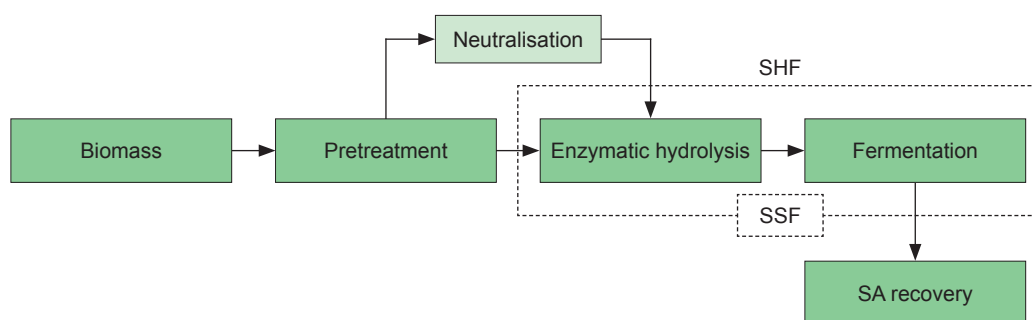 Neutralisation
SHF
Biomass
Pretreatment
Enzymatic hydrolysis
Fermentation
SSF
SA recovery